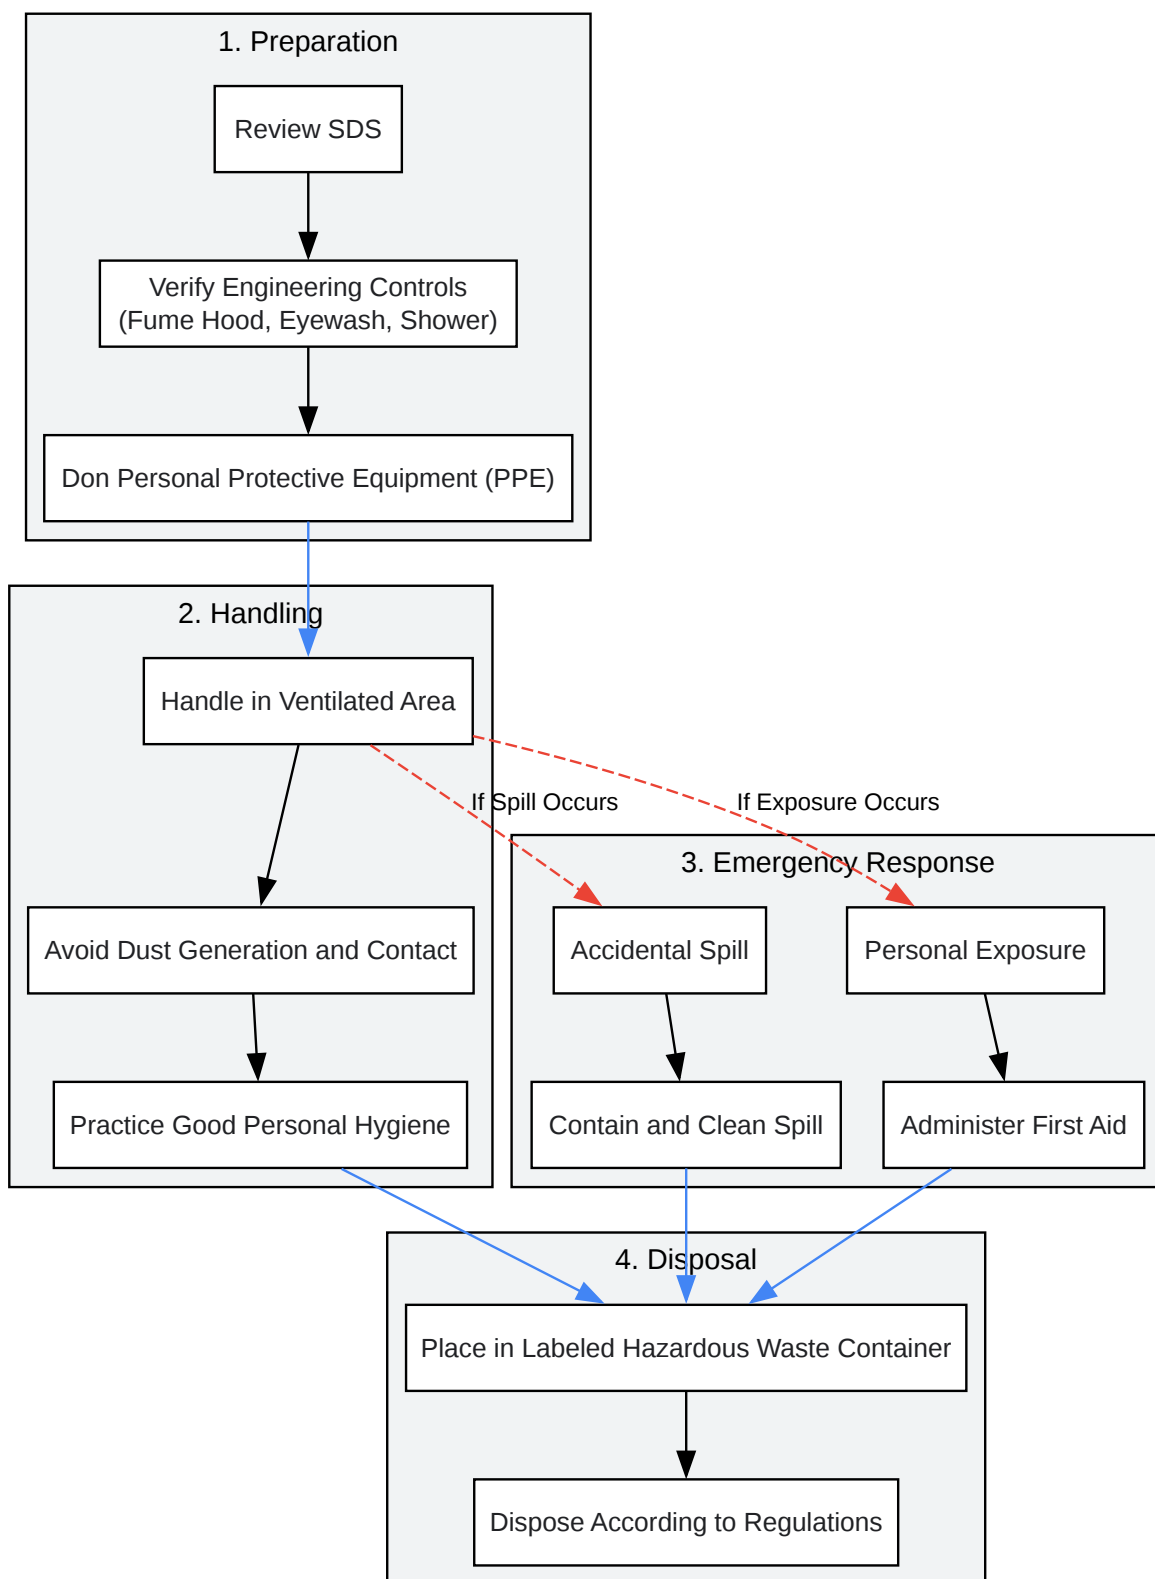 1. Preparation
Review SDS
Verify Engineering Controls
(Fume Hood, Eyewash, Shower)
Don Personal Protective Equipment (PPE)
2. Handling
Handle in Ventilated Area
If Spill Occurs
If Exposure Occurs
3. Emergency Response
Avoid Dust Generation and Contact
Accidental Spill
Personal Exposure
Practice Good Personal Hygiene
Contain and Clean Spill
Administer First Aid
4. Disposal
Place in Labeled Hazardous Waste Container
Dispose According to Regulations